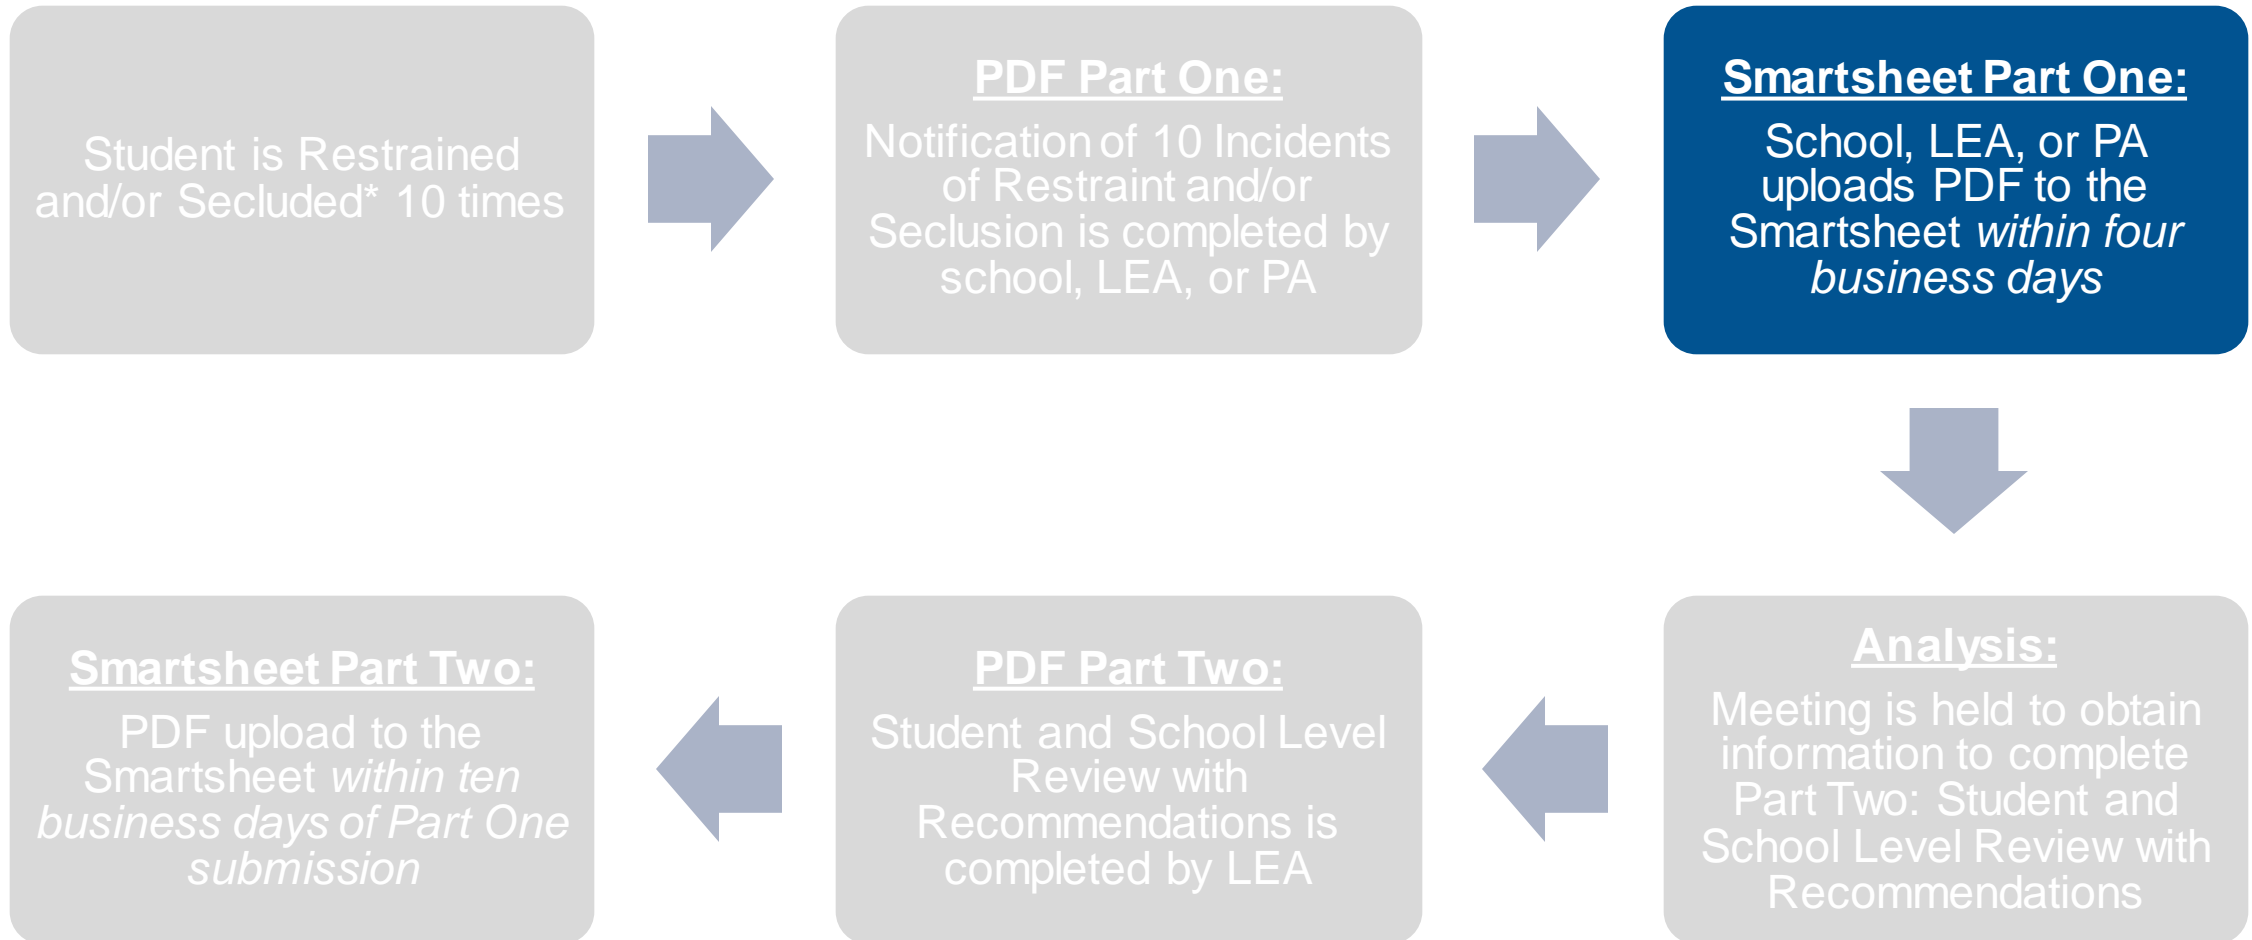 Student is Restrained
and/or Secluded* 10 times
PDF Part One:
Notification of 10 Incidents
of Restraint and/or
Seclusion is completed by
school, LEA, or PA
Smartsheet Part One:
School, LEA, or PA
uploads PDF to the
Smartsheet within four
business days
Analysis:
Meeting is held to obtain
information to complete
Part Two: Student and
School Level Review with
Recommendations
PDF Part Two:
Student and School Level
Review with
Recommendations is
completed by LEA
Smartsheet Part Two:
PDF upload to the
Smartsheet within ten
business days of Part One
submission